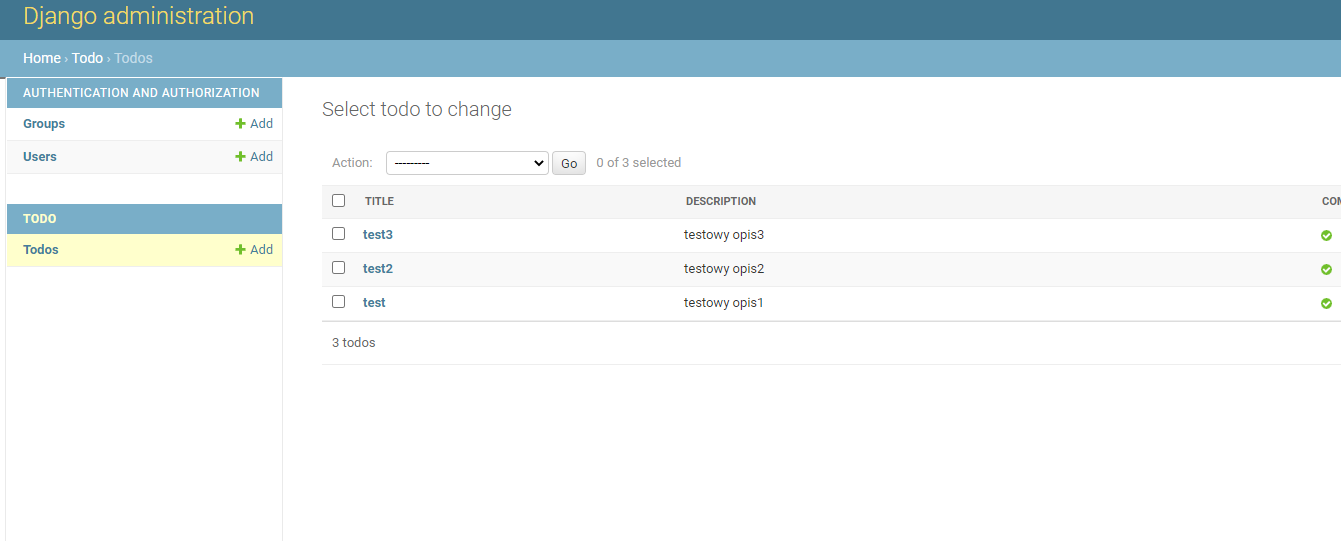 Django administration
Home › Todo › Todos
AUTHENTICATION AND AUTHORIZATION
Groups + Add
Users + Add
TODO
Todos + Add
Select todo to change
Action: --------- Go 0 of 3 selected
TITLE DESCRIPTION COM
test3 testowy opis3
test2 testowy opis2
test testowy opis1
3 todos